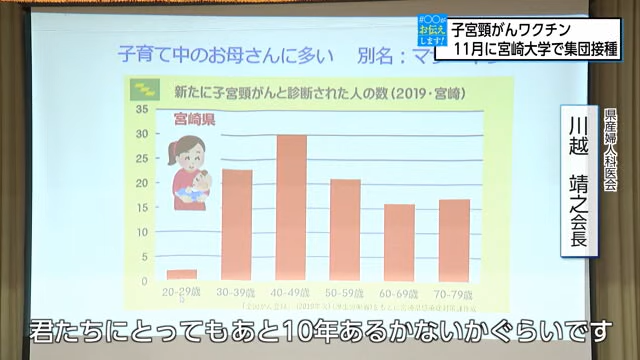 #○○が
お伝え
します!
子宮頸がんワクチン
11月に宮崎大学で集団接種
子育て中のお母さんに多い 別名:マ
新たに子宮頸がんと診断された人の数(2019・宮崎)
宮崎県
35
30
25
20
15
10
5
0
20-29歳
30-39歳
40-49歳
50-59歳
60-69歳
70-79歳
県産婦人科医会
川越 靖之会長
君たちにとってもあと10年あるかないかぐらいです